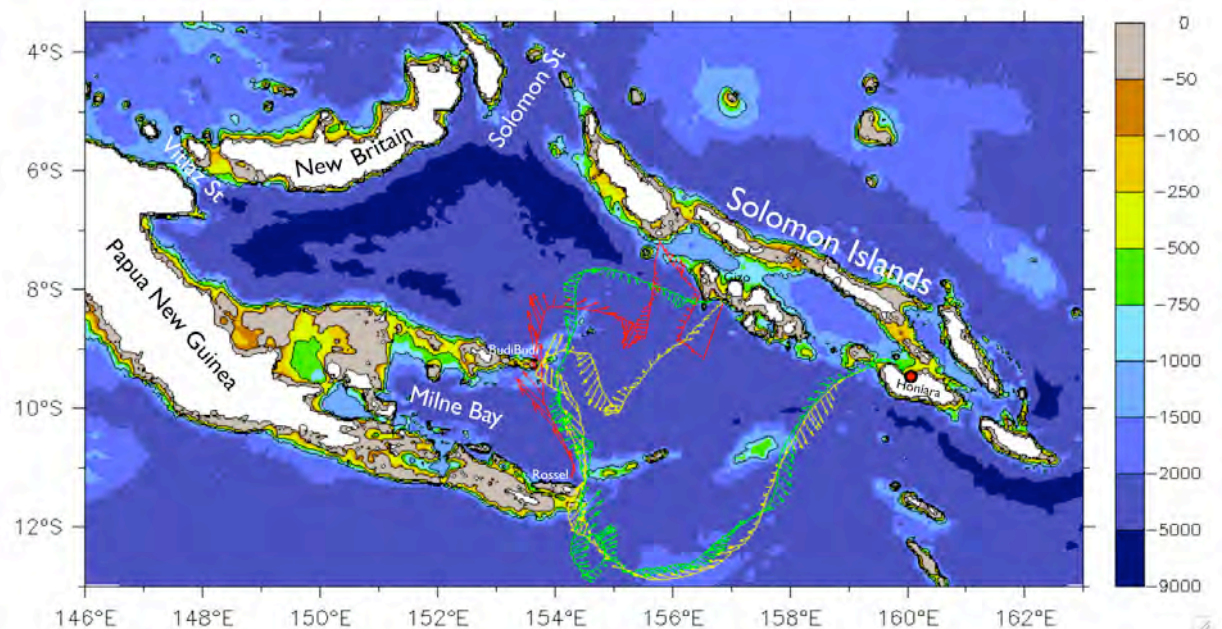 4°S
6°S
8°S
10°S
12°S
146°E
148°E
150°E
152°E
154°E
156°E
158°E
160°E
162°E
Solomon St
New Britain
Vitiaz St
Solomon Islands
Papua New Guinea
BudiBudi
Milne Bay
Rossel
Honiara
0
-50
-100
-250
-500
-750
-1000
-1500
-2000
-5000
-9000